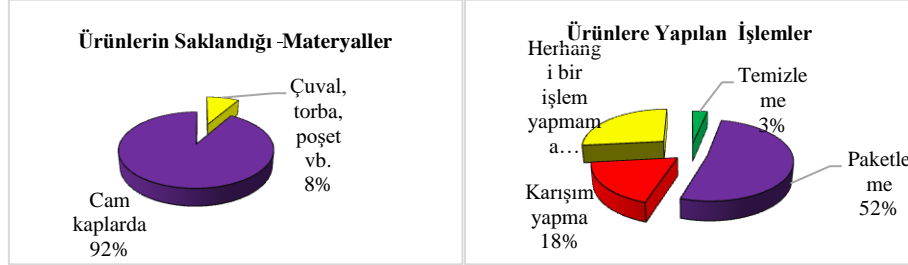 Ürünlerin Saklandığı -Materyaller
Çuval,
torba,
poşet
vb.
8%
Cam
kaplarda
92%
Ürünlere Yapılan İşlemler
Herhang
i bir
işlem
yapmam
a…
Temizle
me
3%
Paketle
me
52%
Karışım
yapma
18%